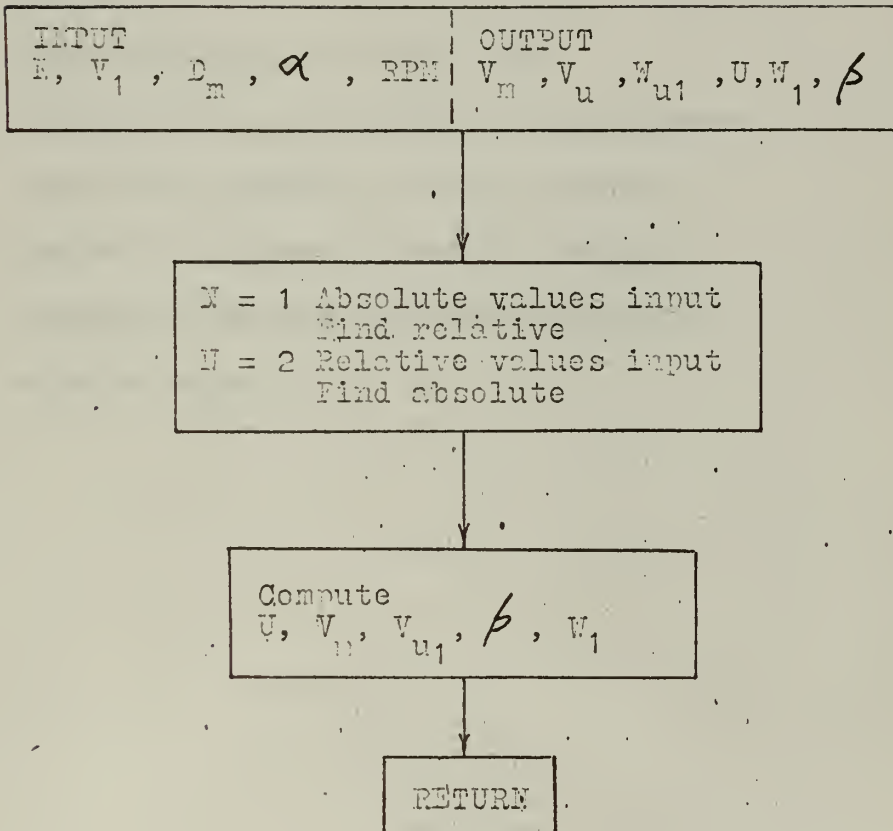 INPUT
N, V₁, Dₘ, α, RPM
OUTPUT
Vₘ, Vᵤ, Wᵤ₁, U, W₁, β
N = 1 Absolute values input
Find relative
N = 2 Relative values input
Find absolute
Compute
U, Vᵤ, Vᵤ₁, β, W₁
RETURN